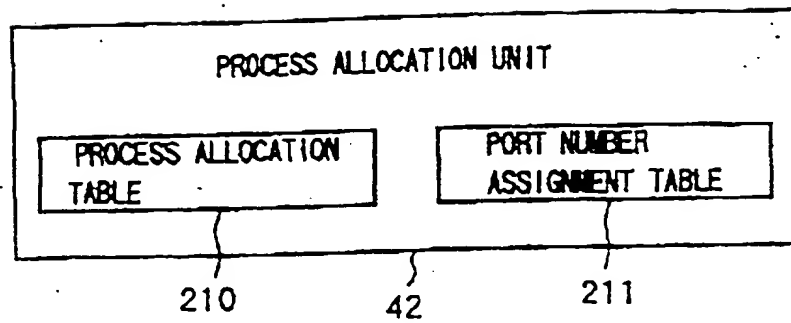 PROCESS ALLOCATION UNIT
PROCESS ALLOCATION
TABLE
PORT NUMBER
ASSIGNMENT TABLE
210
42
211